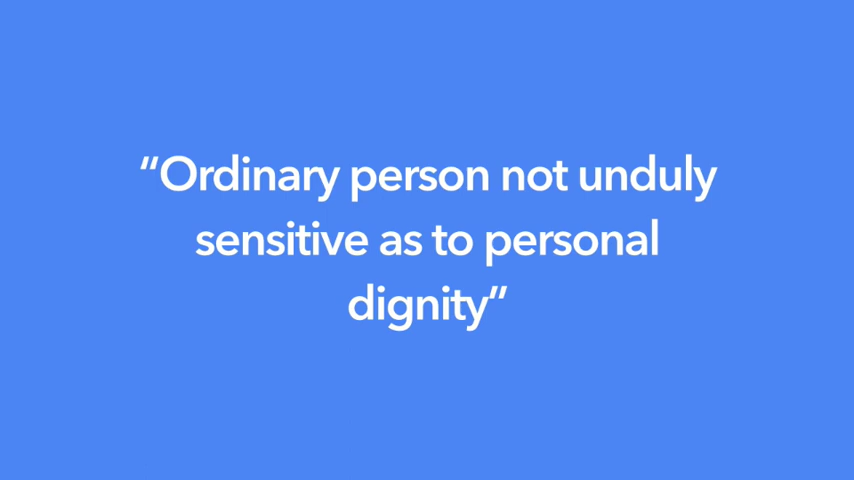 “Ordinary person not unduly
sensitive as to personal
dignity”